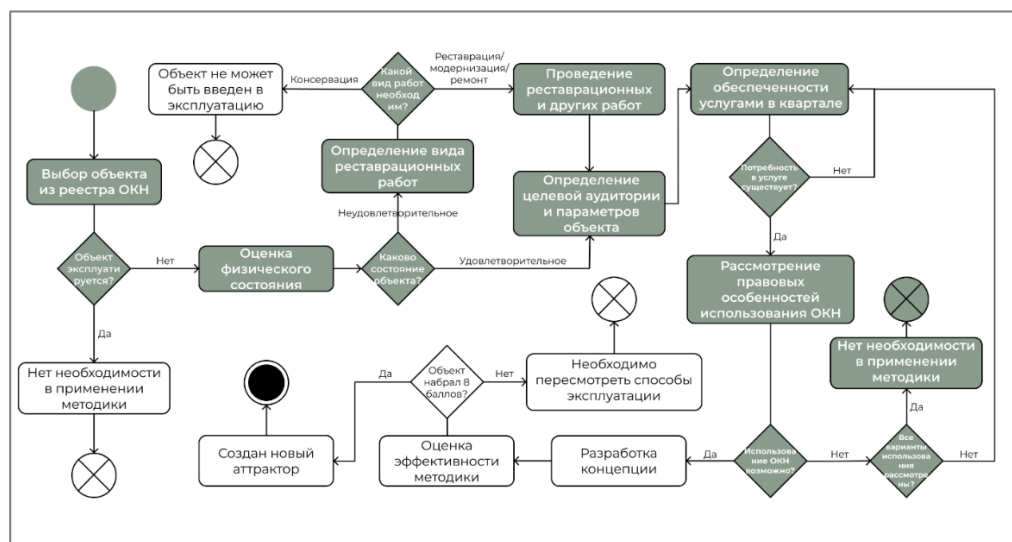 Объект не может
быть введен в
эксплуатацию
Консервация
Какой
вид работ
необход
им?
Реставрация/
модернизация/
ремонт
Проведение
реставрационных
и других работ
Определение
обеспеченности
услугами в квартале
Выбор объекта
из реестра ОКН
Определение вида
реставрационных
работ
Определение
целевой аудитории
и параметров
объекта
Потребность
в услуге
существует?
Нет
Неудовлетворительное
Да
Объект
эксплуати
руется?
Нет
Оценка
физического
состояния
Каково
состояние
объекта?
Удовлетворительное
Рассмотрение
правовых
особенностей
использования ОКН
Да
Нет необходимости
в применении
методики
Нет необходимости
в применении
методики
Да
Объект
набрал 8
баллов?
Нет
Необходимо
пересмотреть способы
эксплуатации
Да
Создан новый
аттрактор
Оценка
эффективности
методики
Разработка
концепции
Да
Использова
ние ОКН
возможно?
Нет
Все
варианты
использова
ния
рассмотре
ны?
Нет